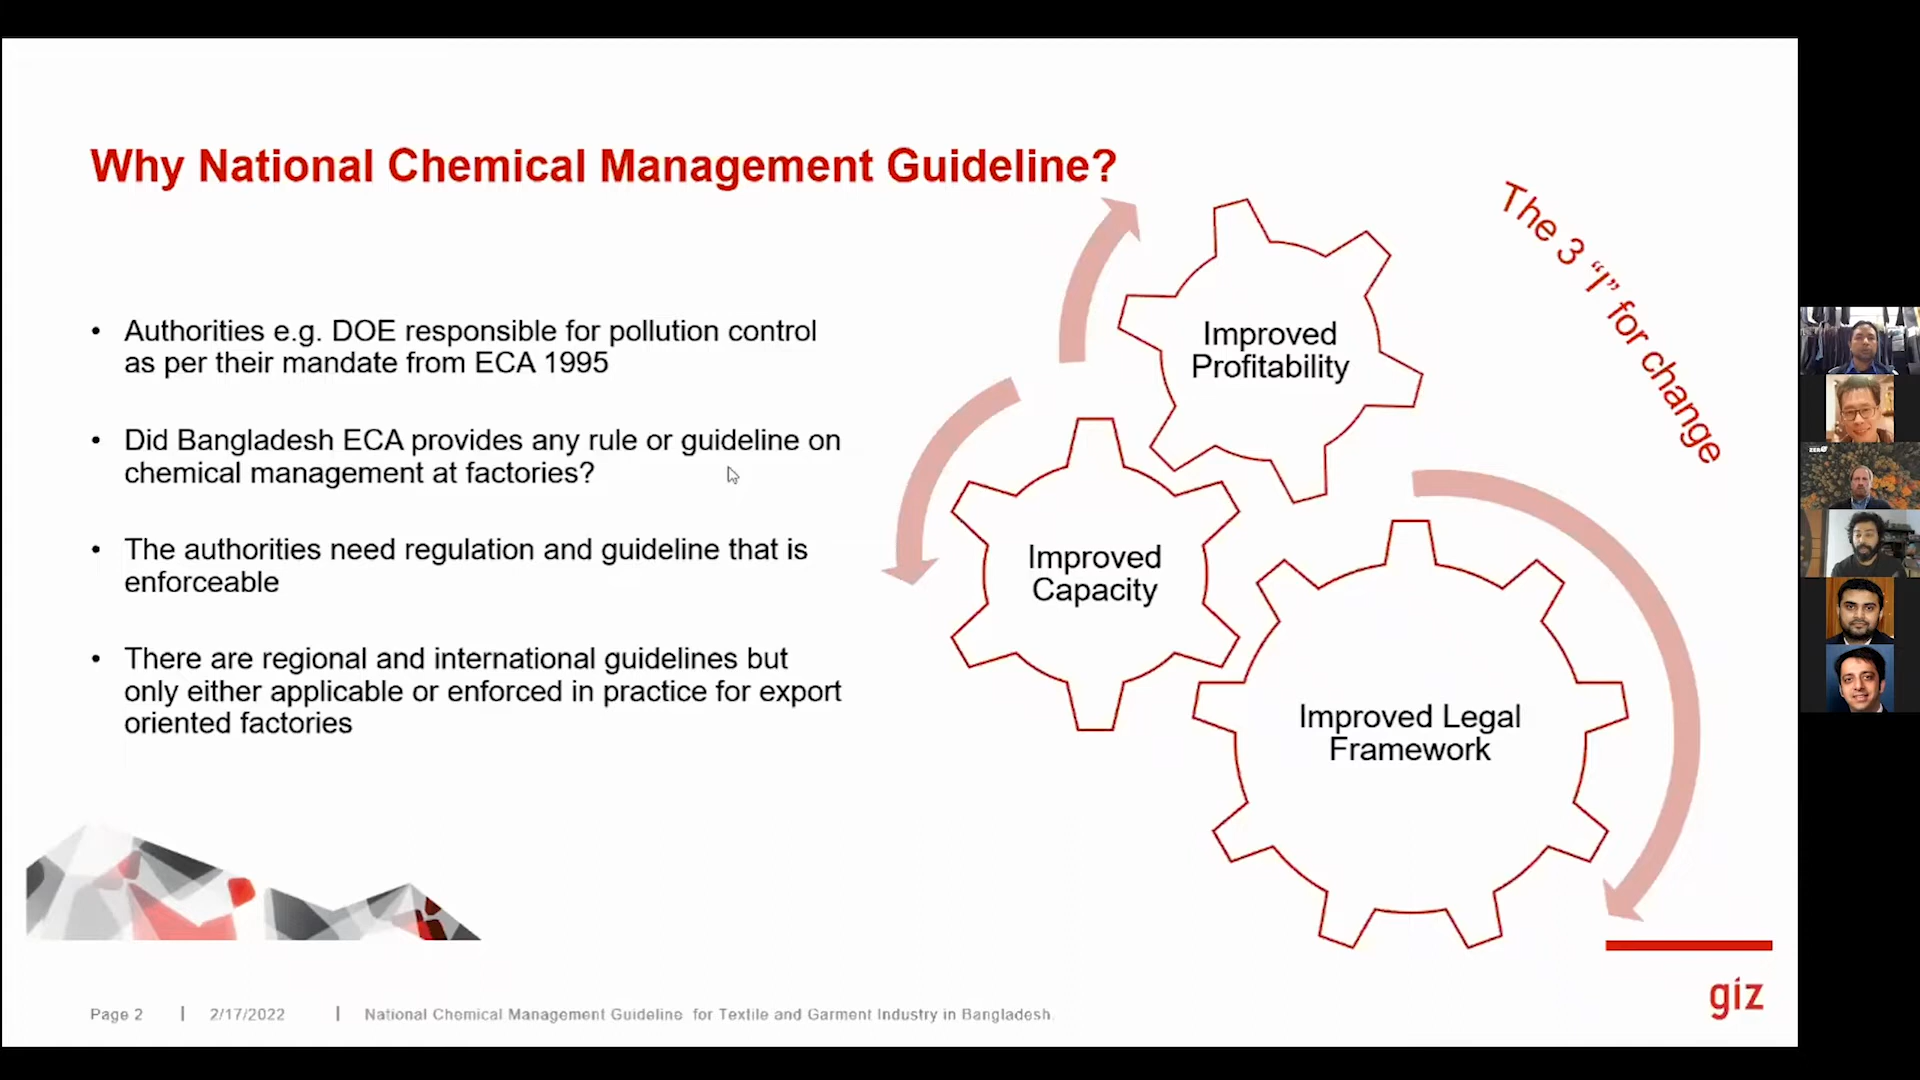 Why National Chemical Management Guideline?
The 3 “I” for change
• Authorities e.g. DOE responsible for pollution control
as per their mandate from ECA 1995
• Did Bangladesh ECA provides any rule or guideline on
chemical management at factories?
• The authorities need regulation and guideline that is
enforceable
• There are regional and international guidelines but
only either applicable or enforced in practice for export
oriented factories
Improved
Profitability
Improved
Capacity
Improved Legal
Framework
Page 2 | 2/17/2022 | National Chemical Management Guideline for Textile and Garment Industry in Bangladesh.
giz
ZER